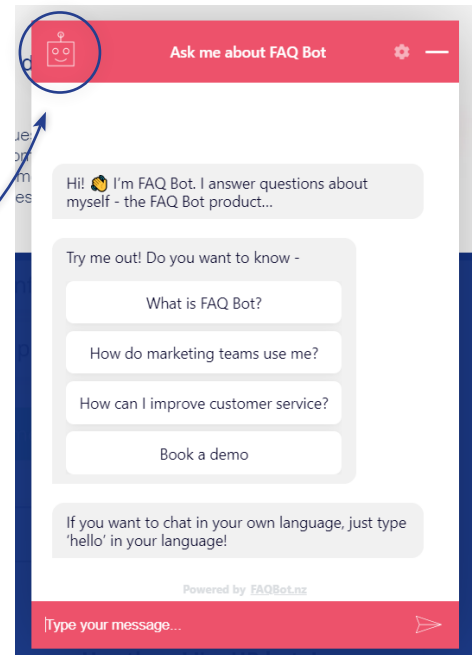 Ask me about FAQ Bot
Hi! 👏 I'm FAQ Bot. I answer questions about
myself - the FAQ Bot product...
Try me out! Do you want to know -
What is FAQ Bot?
How do marketing teams use me?
How can I improve customer service?
Book a demo
If you want to chat in your own language, just type
'hello' in your language!
Powered by FAQBot.nz
Type your message...